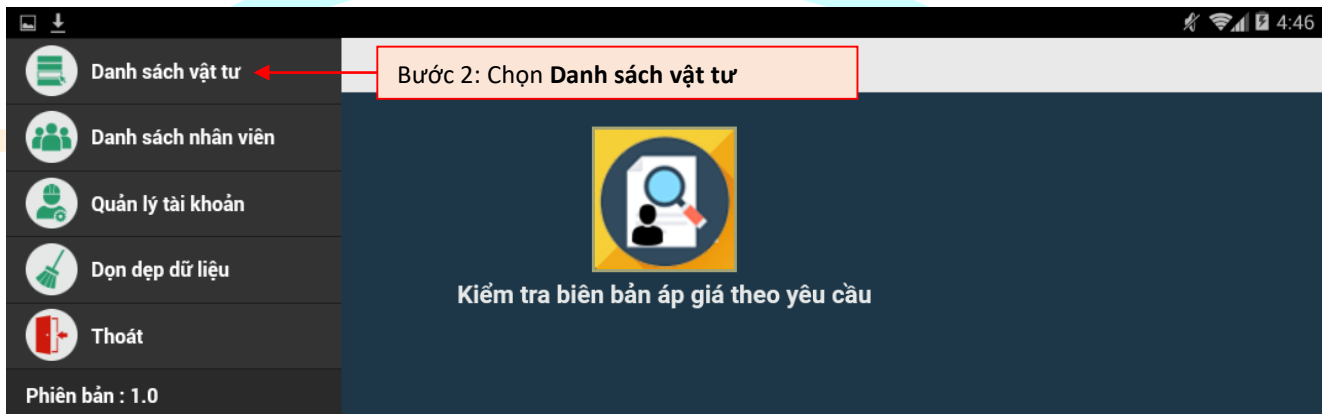 4:46
Danh sách vật tư
Bước 2: Chọn Danh sách vật tư
Danh sách nhân viên
Quản lý tài khoản
Dọn dẹp dữ liệu
Kiểm tra biên bản áp giá theo yêu cầu
Thoát
Phiên bản : 1.0